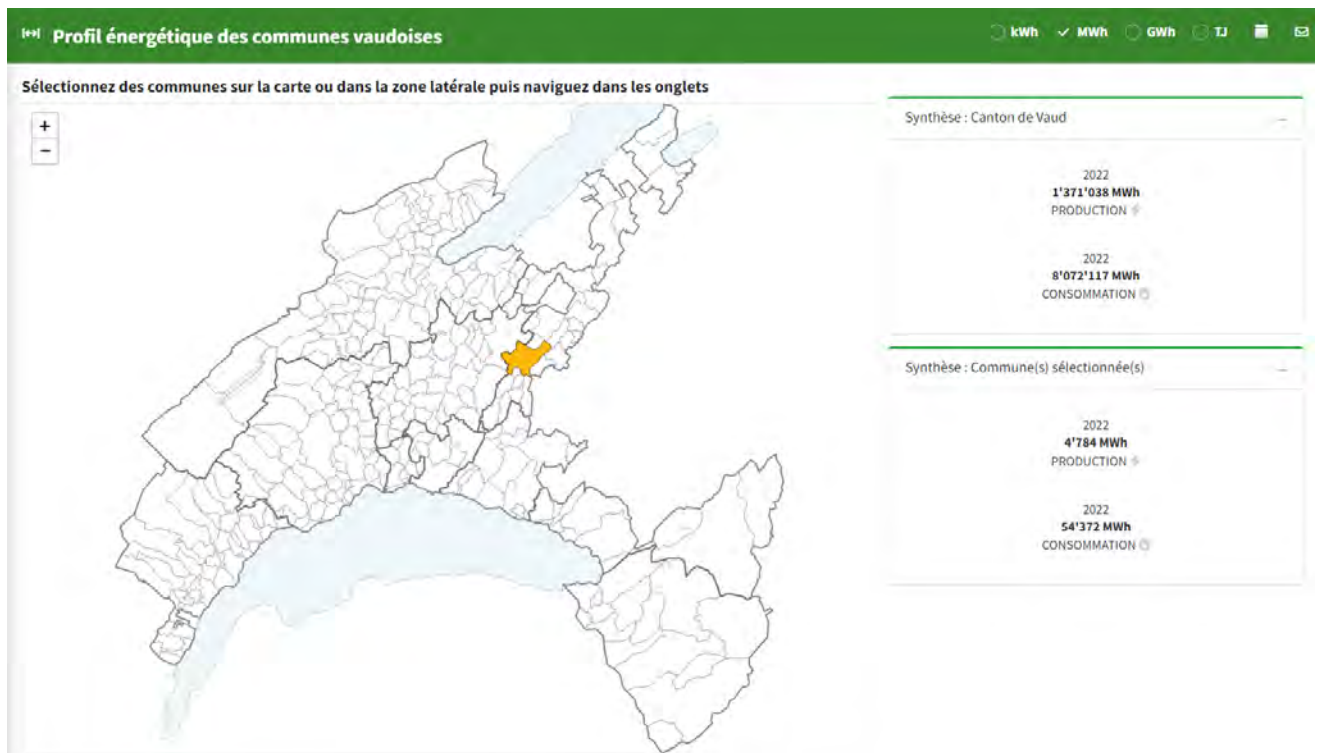 Profil énergétique des communes vaudoises
kWh MWh GWh TJ
Sélectionnez des communes sur la carte ou dans la zone latérale puis naviguez dans les onglets
+
−
Synthèse : Canton de Vaud
2022
1'371'038 MWh
PRODUCTION
2022
8'072'117 MWh
CONSOMMATION
Synthèse : Commune(s) sélectionnée(s)
2022
4'784 MWh
PRODUCTION
2022
54'372 MWh
CONSOMMATION